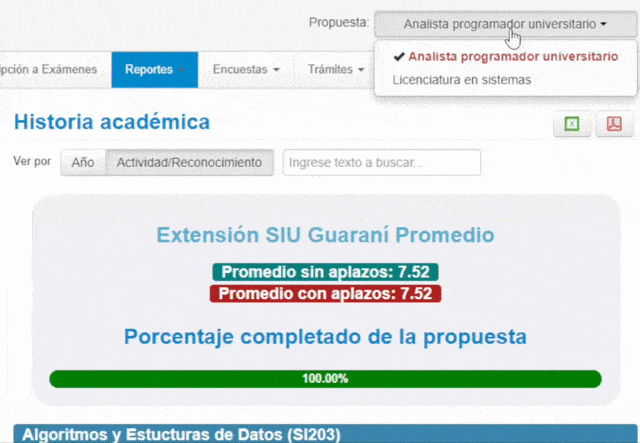 Propuesta: Analista programador universitario
Analista programador universitario
Licenciatura en sistemas
pción a Exámenes Reportes Encuestas Trámites
Historia académica
Ver por Año Actividad/Reconocimiento Ingrese texto a buscar...
Extensión SIU Guaraní Promedio
Promedio sin aplazos: 7.52
Promedio con aplazos: 7.52
Porcentaje completado de la propuesta
100.00%
Algoritmos y Estucturas de Datos (SI203)